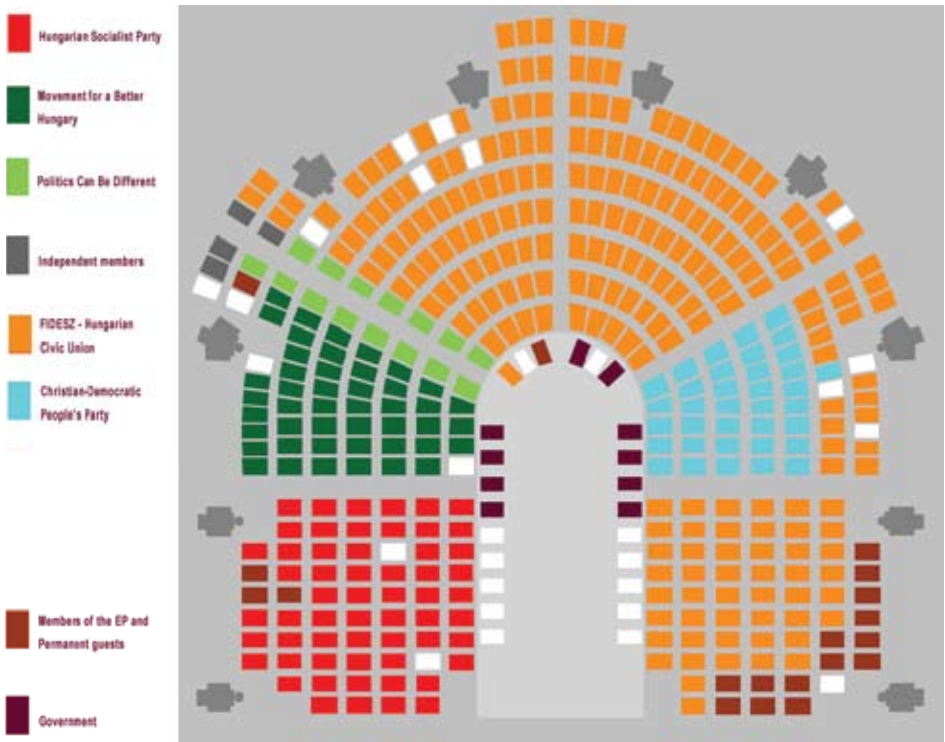 Hungarian Socialist Party
Movement for a Better
Hungary
Politics Can Be Different
Independent members
FIDESZ - Hungarian
Civic Union
Christian-Democratic
People's Party
Members of the EP and
Permanent guests
Government